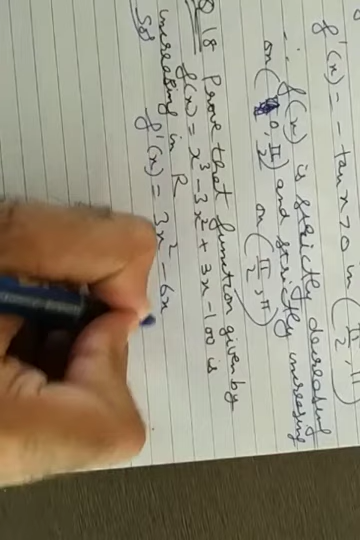 f'(x) = - tan x > 0 in (π/2, π)
∴ f(x) is strictly decreasing
on (0, π/2) and strictly increasing
on (π/2, π)
Q 18 Prove that function given by
f(x) = x³ - 3x² + 3x - 100 is
increasing in R
Sol
f'(x) = 3x² - 6x